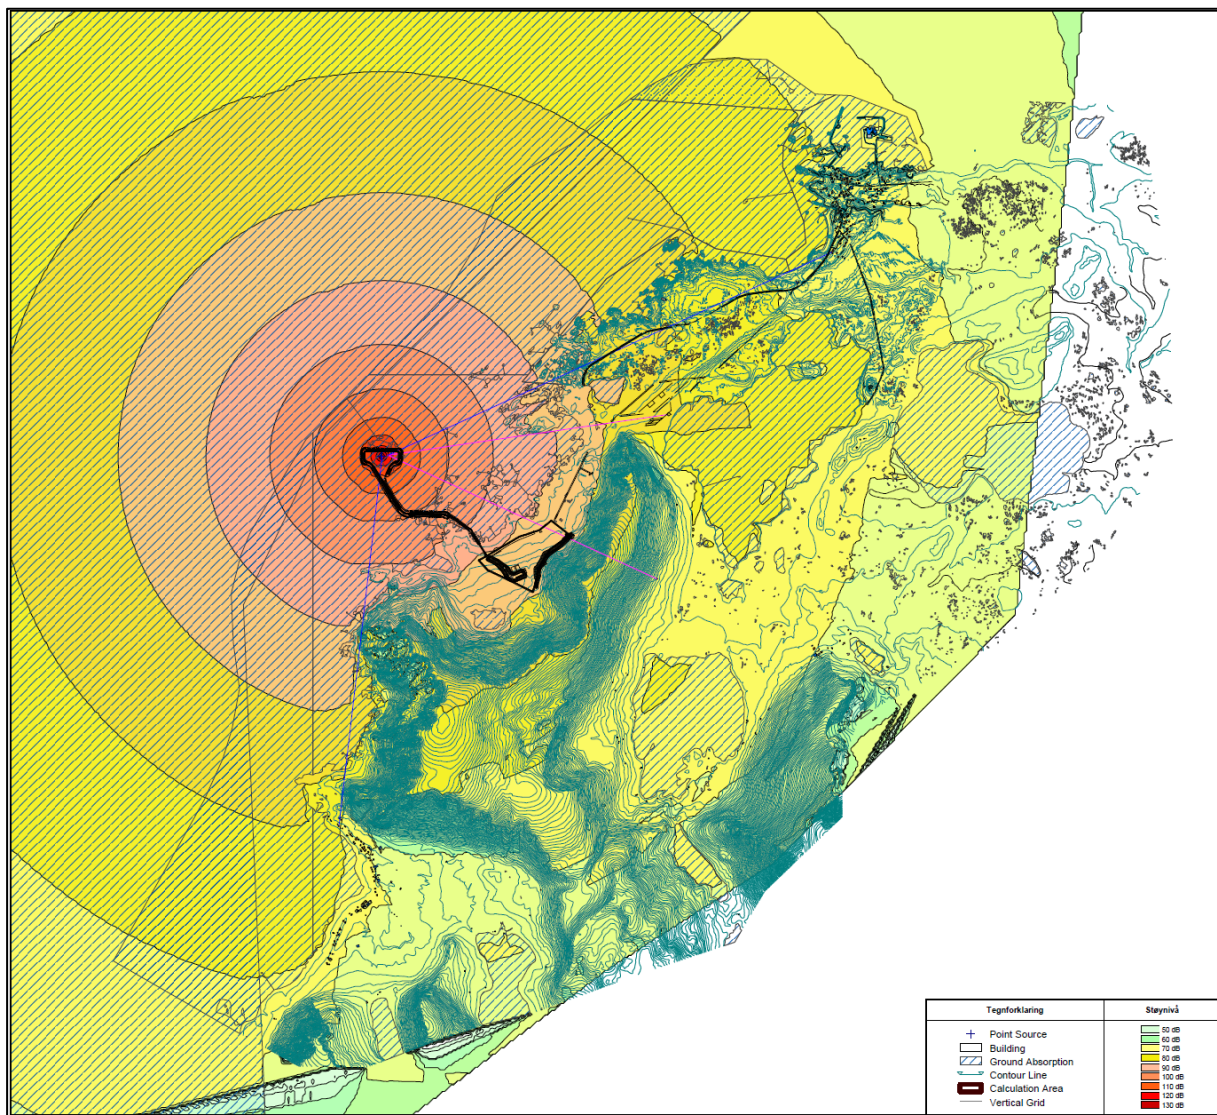 Tegnforklaring
Støynivå
Point Source
Building
Ground Absorption
Contour Line
Calculation Area
Vertical Grid
50 dB
60 dB
70 dB
80 dB
90 dB
100 dB
110 dB
120 dB
130 dB